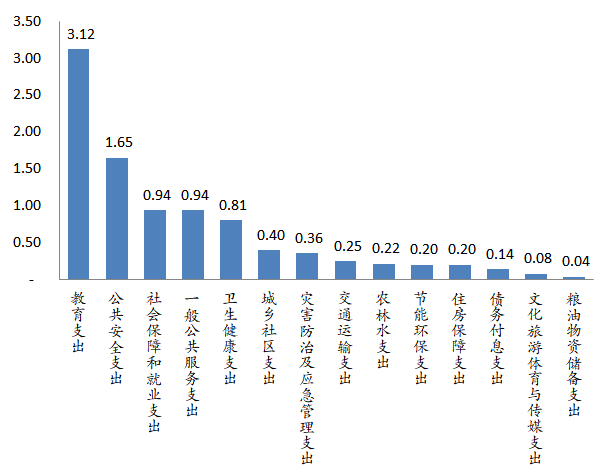 3.50
3.00
2.50
2.00
1.50
1.00
0.50
-
3.12
1.65
0.94
0.94
0.81
0.40
0.36
0.25
0.22
0.20
0.20
0.14
0.08
0.04
教育支出
公共安全支出
社会保障和就业支出
一般公共服务支出
卫生健康支出
城乡社区支出
灾害防治及应急管理支出
交通运输支出
农林水支出
节能环保支出
住房保障支出
债务付息支出
文化旅游体育与传媒支出
粮油物资储备支出